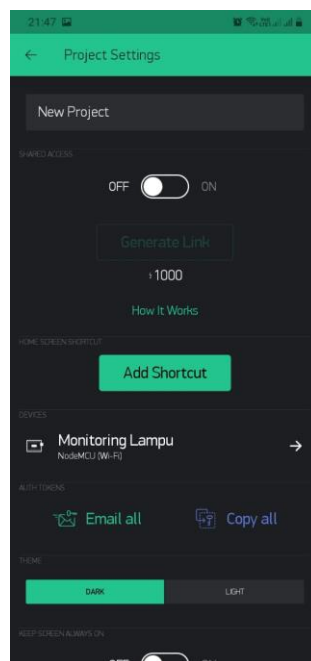 21:47
Project Settings
New Project
SHARED ACCESS
OFF ON
Generate Link
1000
How It Works
HOME SCREEN SHORTCUT
Add Shortcut
DEVICES
Monitoring Lampu
NodeMCU (Wi-Fi)
AUTH TOKENS
Email all Copy all
THEME
DARK LIGHT
KEEP SCREEN ALWAYS ON
OFF ON